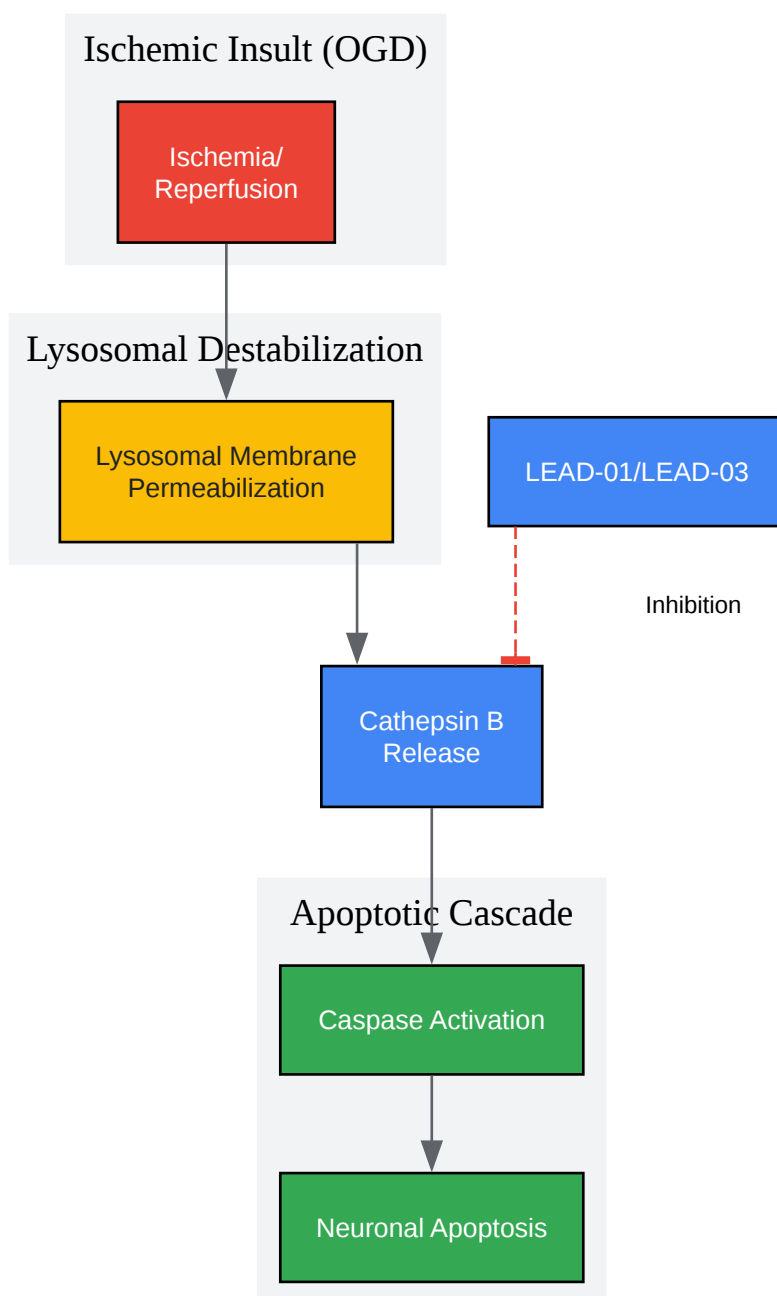 Ischemic Insult (OGD)
Ischemia/
Reperfusion
Lysosomal Destabilization
Lysosomal Membrane
Permeabilization
LEAD-01/LEAD-03
Inhibition
Cathepsin B
Release
Apoptotic Cascade
Caspase Activation
Neuronal Apoptosis